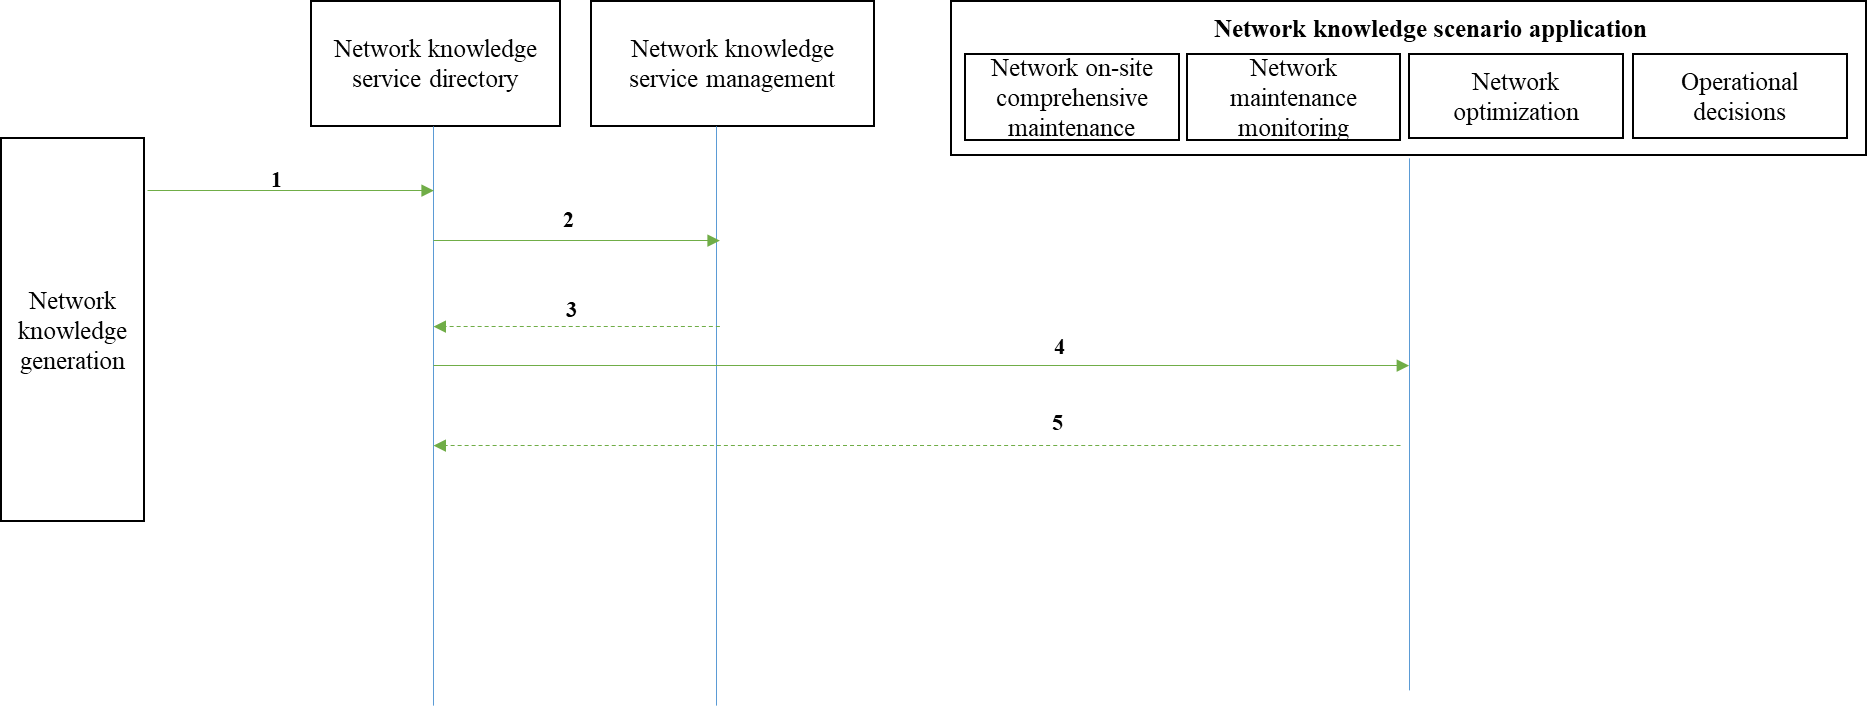 Network knowledge
service directory
Network knowledge
service management
Network knowledge scenario application
Network on-site
comprehensive
maintenance
Network
maintenance
monitoring
Network
optimization
Operational
decisions
Network
knowledge
generation
1
2
3
4
5